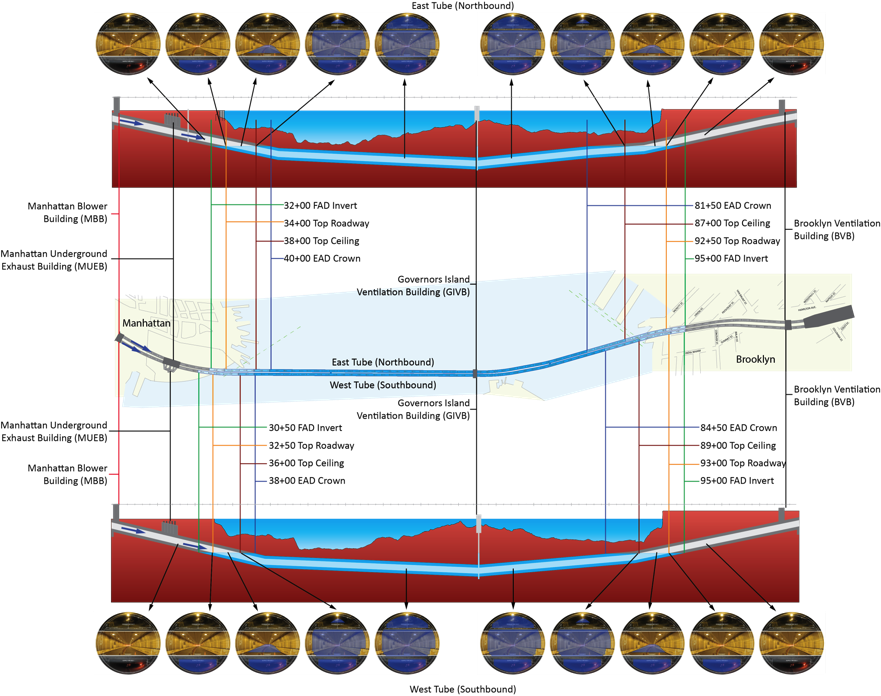 East Tube (Northbound)
Manhattan Blower
Building (MBB)
Manhattan Underground
Exhaust Building (MUEB)
32+00 FAD Invert
34+00 Top Roadway
38+00 Top Ceiling
40+00 EAD Crown
Governors Island
Ventilation Building (GIVB)
81+50 EAD Crown
87+00 Top Ceiling
92+50 Top Roadway
95+00 FAD Invert
Brooklyn Ventilation
Building (BVB)
Manhattan
East Tube (Northbound)
West Tube (Southbound)
Brooklyn
Governors Island
Ventilation Building (GIVB)
Brooklyn Ventilation
Building (BVB)
Manhattan Underground
Exhaust Building (MUEB)
Manhattan Blower
Building (MBB)
30+50 FAD Invert
32+50 Top Roadway
36+00 Top Ceiling
38+00 EAD Crown
84+50 EAD Crown
89+00 Top Ceiling
93+00 Top Roadway
95+00 FAD Invert
West Tube (Southbound)